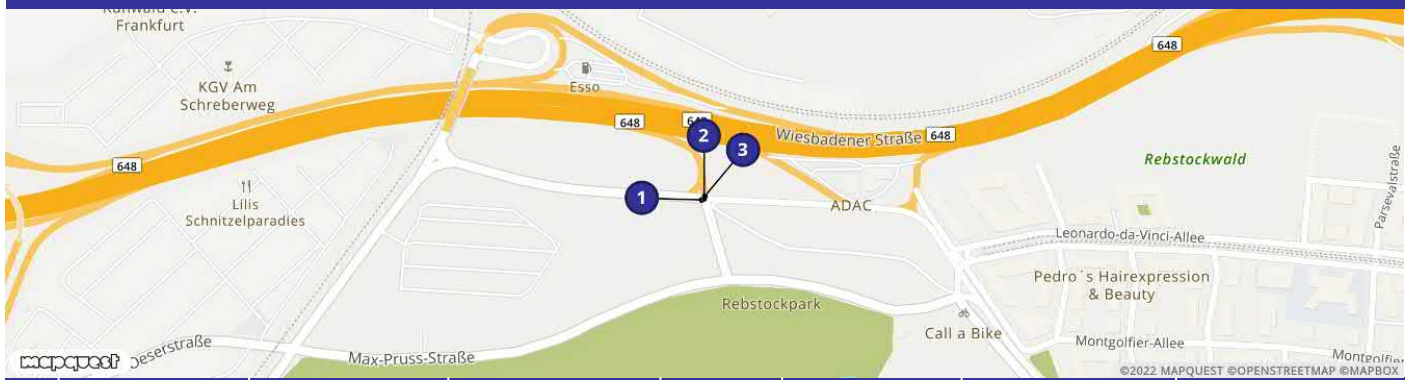 Frankfurt
648
KGV Am
Schreberweg
Esso
648
648
2
Wiesbadener Straße
648
3
648
Rebstockwald
Parsevalstraße
Lilis
Schnitzelparadies
1
ADAC
Leonardo-da-Vinci-Allee
Pedro´s Hairexpression
& Beauty
Rebstockpark
Call a Bike
Montgolfier-Allee
mapquest
oeserstraße
Max-Pruss-Straße
©2022 MAPQUEST ©OPENSTREETMAP ©MAPBOX